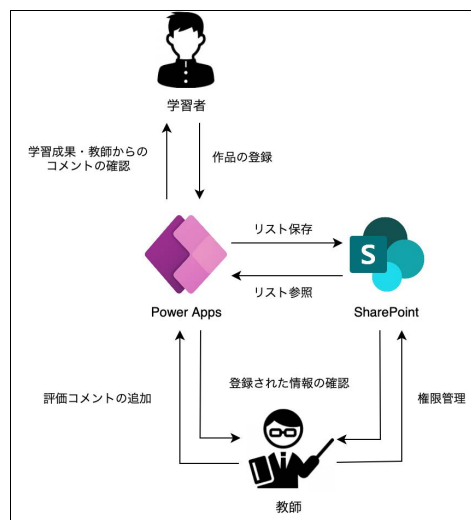 学習者
学習成果・教師からの
コメントの確認
作品の登録
リスト保存
S
リスト参照
Power Apps
SharePoint
評価コメントの追加
登録された情報の確認
権限管理
教師